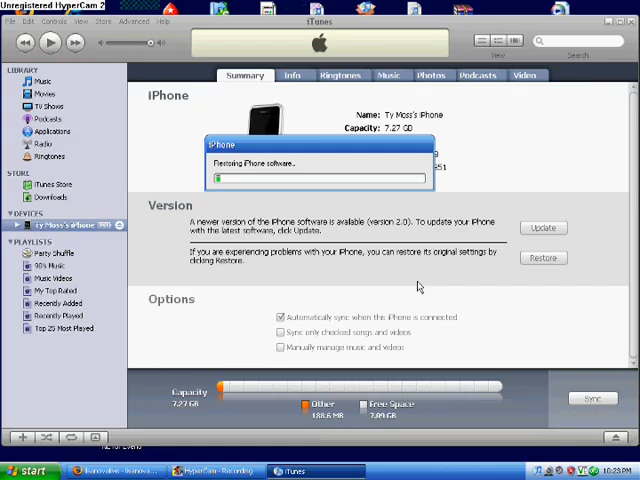 Unregistered HyperCam 2
File Edit Controls View Store Advanced Help
iTunes
View
Search
LIBRARY
Music
Movies
TV Shows
Podcasts
Applications
Radio
Ringtones
STORE
iTunes Store
Downloads
DEVICES
Ty Moss's iPhone
PLAYLISTS
Party Shuffle
90's Music
Music Videos
My Top Rated
Recently Added
Recently Played
Top 25 Most Played
Summary Info Ringtones Music Photos Podcasts Video
iPhone
Name: Ty Moss's iPhone
Capacity: 7.27 GB
iPhone
Restoring iPhone software...
Version
A newer version of the iPhone software is available (version 2.0). To update your iPhone
with the latest software, click Update.
Update
If you are experiencing problems with your iPhone, you can restore its original settings by
clicking Restore.
Restore
Options
Automatically sync when this iPhone is connected
Sync only checked songs and videos
Manually manage music and videos
Capacity
7.27 GB
Other
188.6 MB
Free Space
7.09 GB
Sync
start
HyperCam - Recording
iTunes
10:23 PM